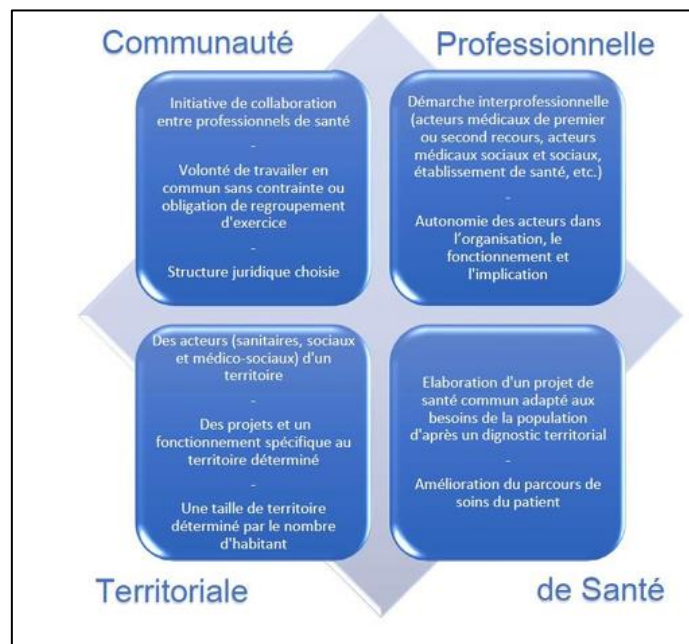 Communauté
Professionnelle
Initiative de collaboration
entre professionnels de santé
-
Volonté de travailer en
commun sans contrainte ou
obligation de regroupement
d'exercice
-
Structure juridique choisie
Démarche interprofessionnelle
(acteurs médicaux de premier
ou second recours, acteurs
médicaux sociaux et sociaux,
établissement de santé, etc.)
-
Autonomie des acteurs dans
l’organisation, le
fonctionnement et
l'implication
Des acteurs (sanitaires, sociaux
et médico-sociaux) d'un
territoire
-
Des projets et un
fonctionnement spécifique au
territoire déterminé
-
Une taille de territoire
déterminé par le nombre
d'habitant
Elaboration d'un projet de
santé commun adapté aux
besoins de la population
d'après un dignostic territorial
-
Amélioration du parcours de
soins du patient
Territoriale
de Santé